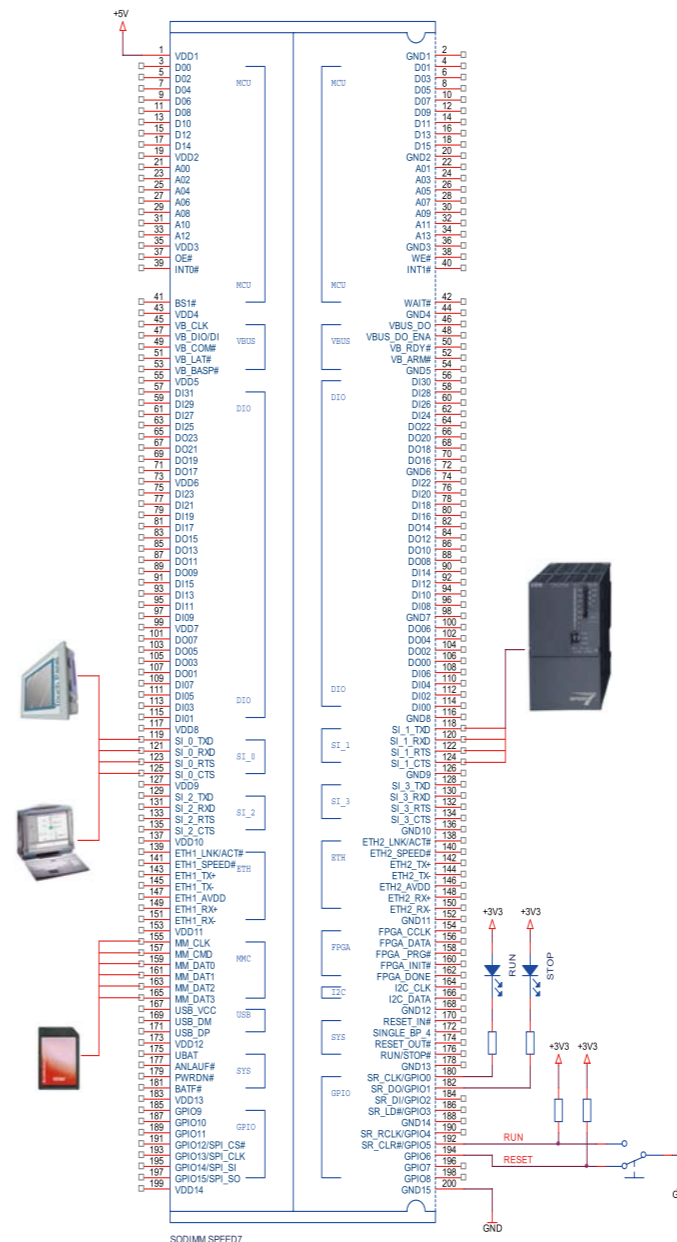 +5V
1 VDD1 GND1 2
3 D00 D01 4
5 D02 MCU MCU D03 6
7 D04 D05 8
9 D06 D07 10
11 D08 D09 12
13 D10 D11 14
15 D12 D13 16
17 D14 D15 18
19 VDD2 GND2 20
21 A00 A01 22
23 A02 A03 24
25 A04 A05 26
27 A06 A07 28
29 A08 A09 30
31 A10 A11 32
33 A12 A13 34
35 VDD3 GND3 36
37 OE# WE# 38
39 INT0# INT1# 40
MCU MCU
41 BS1# WAIT# 42
43 VDD4 GND4 44
45 VB_CLK VBUS_DO 46
47 VB_DIO/DI VBUS VBUS VBUS_DO_ENA 48
49 VB_COM# VB_RDY# 50
51 VB_LAT# VB_ARM# 52
53 VB_BASP# GND5 54
55 VDD5 DI30 56
57 DI31 DI28 58
59 DI29 DIO DIO DI26 60
61 DI27 DI24 62
63 DI25 DO22 64
65 DO23 DO20 66
67 DO21 DO18 68
69 DO19 DO16 70
71 DO17 GND6 72
73 VDD6 DI22 74
75 DI23 DI20 76
77 DI21 DI18 78
79 DI19 DI16 80
81 DI17 DO14 82
83 DO15 DO12 84
85 DO13 DO10 86
87 DO11 DO08 88
89 DO09 DI14 90
91 DI15 DI12 92
93 DI13 DI10 94
95 DI11 DI08 96
97 DI09 GND7 98
99 VDD7 DO06 100
101 DO07 DO04 102
103 DO05 DO02 104
105 DO03 DO00 106
107 DO01 DI06 108
109 DI07 DI04 110
111 DI05 DIO DIO DI02 112
113 DI03 DI00 114
115 DI01 GND8 116
117 VDD8 SI_1_TXD 118
119 SI_0_TXD SI_1 SI_1_RXD 120
121 SI_0_RXD SI_0 SI_1_RTS 122
123 SI_0_RTS SI_1_CTS 124
125 SI_0_CTS GND9 126
127 VDD9 SI_3_TXD 128
129 SI_2_TXD SI_3 SI_3_RXD 130
131 SI_2_RXD SI_2 SI_3_RTS 132
133 SI_2_RTS SI_3_CTS 134
135 SI_2_CTS GND10 136
137 VDD10 ETH2_LNK/ACT# 138
139 ETH1_LNK/ACT# ETH2_SPEED# 140
141 ETH1_SPEED# ETH ETH ETH2_TX+ 142
143 ETH1_TX+ ETH2_TX- 144
145 ETH1_TX- ETH2_AVDD 146
147 ETH1_AVDD ETH2_RX+ 148
149 ETH1_RX+ ETH2_RX- 150
151 ETH1_RX- GND11 152
153 VDD11 FPGA_CCLK 154
155 MM_CLK MMC FPGA FPGA_DATA 156
157 MM_CMD FPGA_PRG# 158
159 MM_DAT0 FPGA_INIT# 160
161 MM_DAT1 FPGA_DONE 162
163 MM_DAT2 I2C I2C_CLK 164
165 MM_DAT3 I2C_DATA 166
167 USB_VCC USB GND12 168
169 USB_DM RESET_IN# 170
171 USB_DP SYS SINGLE_BP_4 172
173 VDD12 RESET_OUT# 174
175 UBAT SYS RUN/STOP# 176
177 ANLAUF# GND13 178
179 PWRDN# SR_CLK/GPIO0 180
181 BATF# GPIO SR_DO/GPIO1 182
183 VDD13 SR_DI/GPIO2 184
185 GPIO9 SR_LD#/GPIO3 186
187 GPIO10 GPIO GND14 188
189 GPIO11 SR_RCLK/GPIO4 190
191 GPIO12/SPI_CS# SR_CLR#/GPIO5 192
193 GPIO13/SPI_CLK GPIO6 194
195 GPIO14/SPI_SI GPIO7 196
197 GPIO15/SPI_SO GPIO8 198
199 VDD14 GND15 200
+3V3 +3V3
RUN STOP
+3V3 +3V3
RUN
RESET
GND
G
SODIMM SPEED7